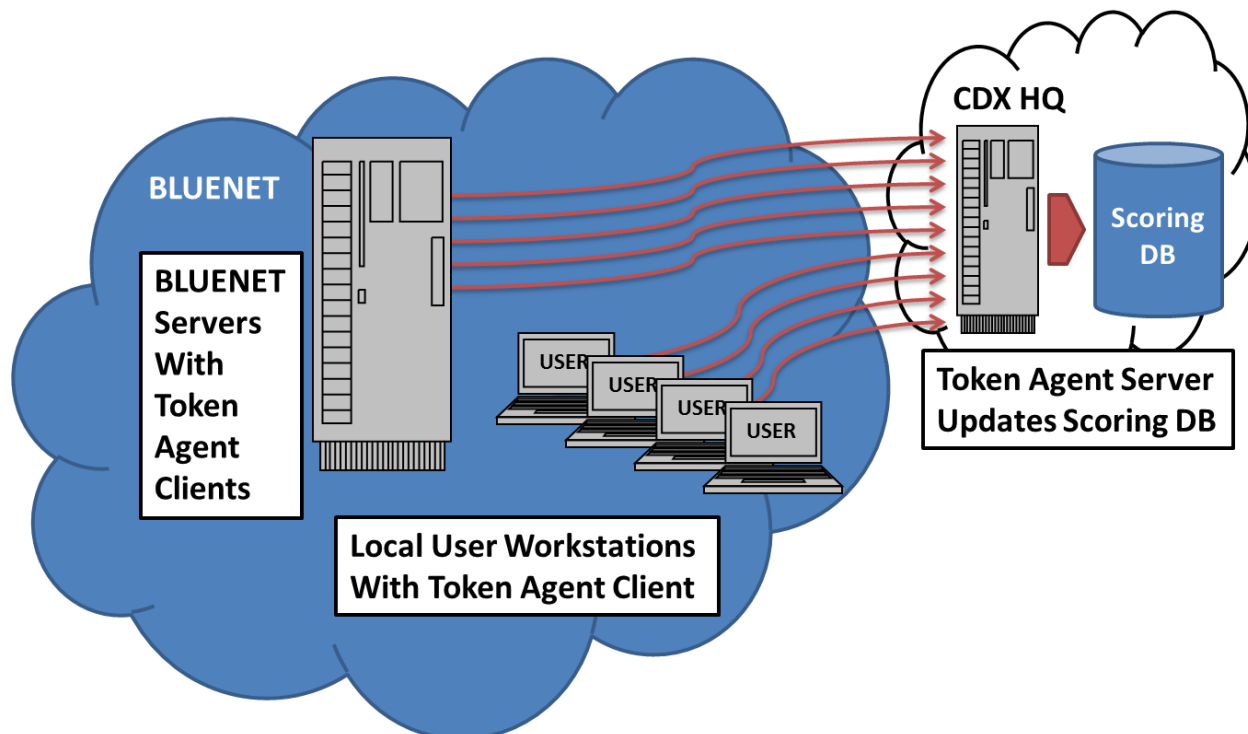 BLUENET
BLUENET
Servers
With
Token
Agent
Clients
USER
USER
USER
USER
Local User Workstations
With Token Agent Client
CDX HQ
Scoring
DB
Token Agent Server
Updates Scoring DB